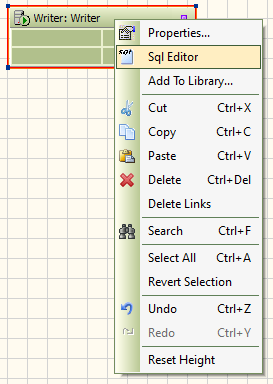 Writer: Writer
Properties...
sql
Sql Editor
Add To Library...
Cut Ctrl+X
Copy Ctrl+C
Paste Ctrl+V
Delete Ctrl+Del
Delete Links
Search Ctrl+F
Select All Ctrl+A
Revert Selection
Undo Ctrl+Z
Redo Ctrl+Y
Reset Height